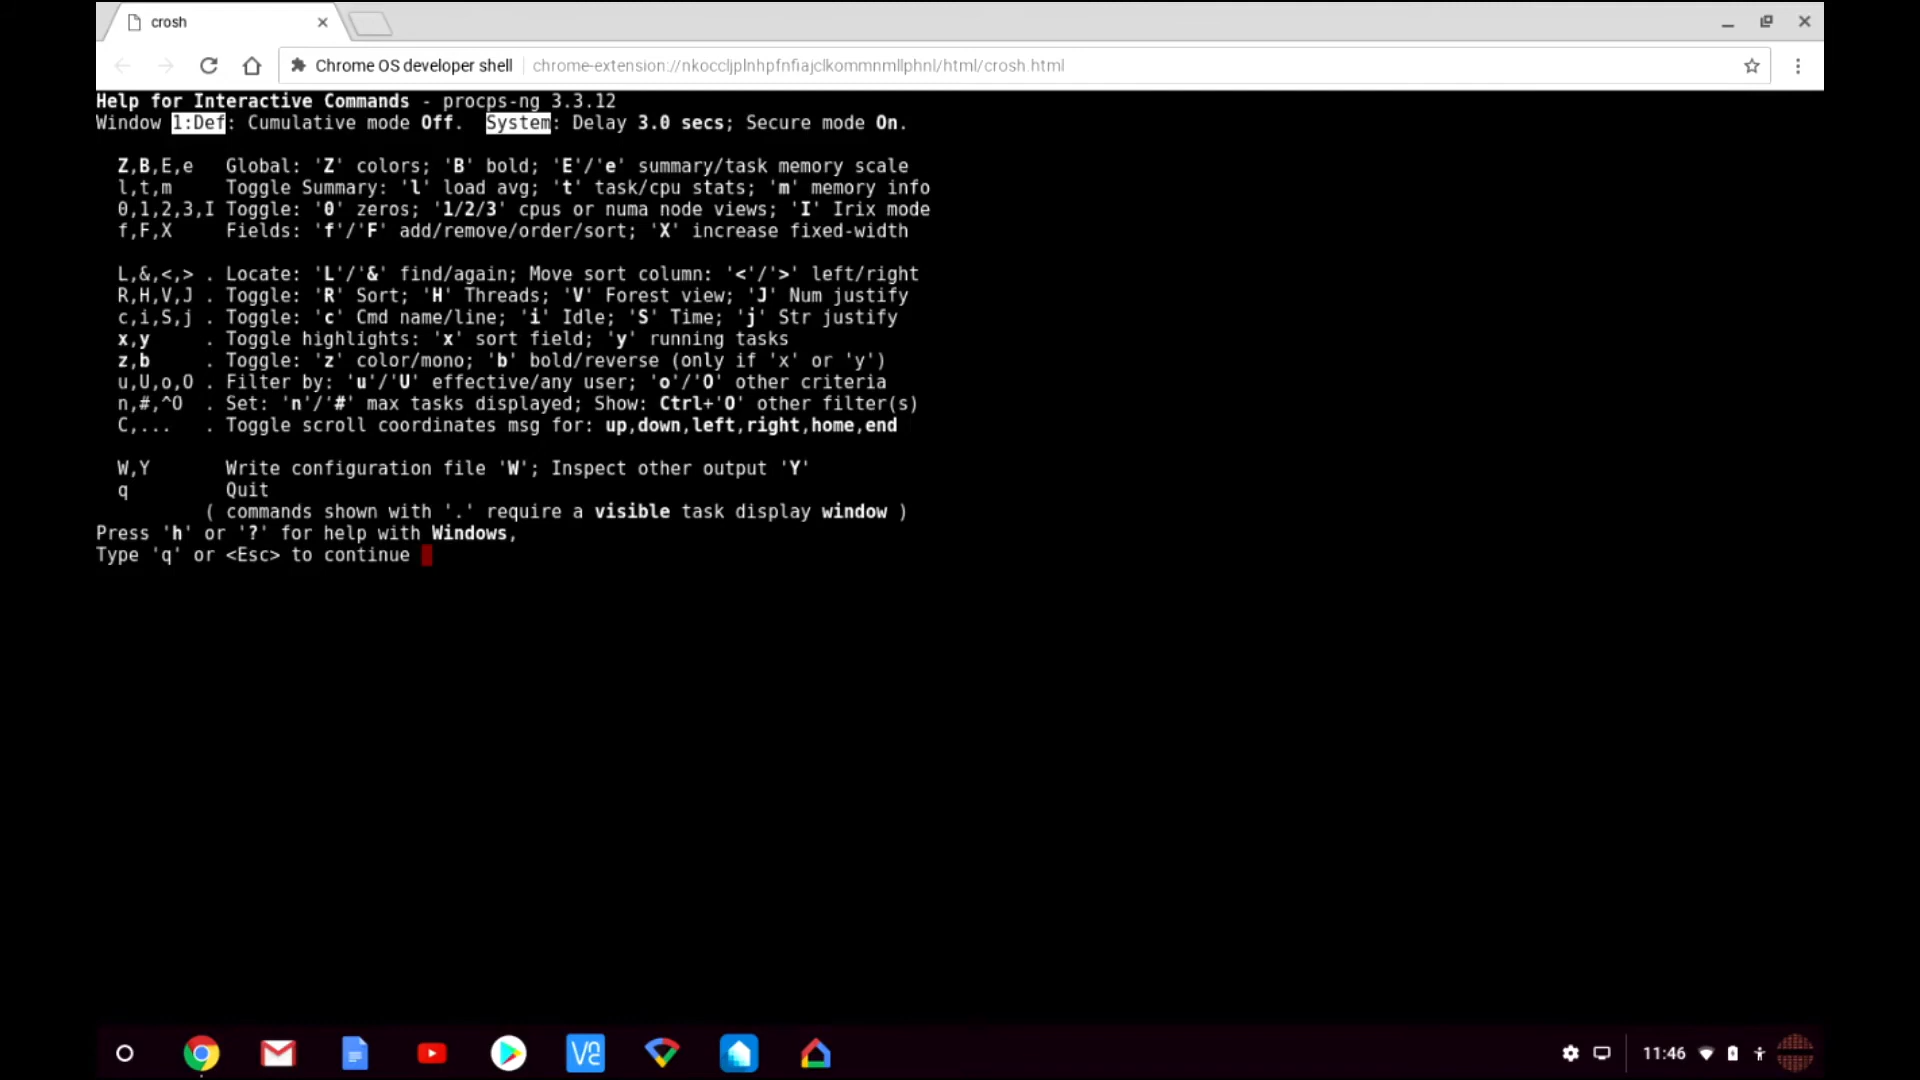 crosh
Chrome OS developer shell chrome-extension://nkoccljplnhpfnfiajclkommnmllphnl/html/crosh.html
Help for Interactive Commands - procps-ng 3.3.12
Window 1:Def: Cumulative mode Off.  System: Delay 3.0 secs; Secure mode On.
Z,B,E,e   Global: 'Z' colors; 'B' bold; 'E'/'e' summary/task memory scale
l,t,m     Toggle Summary: 'l' load avg; 't' task/cpu stats; 'm' memory info
0,1,2,3,I Toggle: '0' zeros; '1/2/3' cpus or numa node views; 'I' Irix mode
f,F,X     Fields: 'f'/'F' add/remove/order/sort; 'X' increase fixed-width
L,&,<,> . Locate: 'L'/'&' find/again; Move sort column: '<'/'>' left/right
R,H,V,J . Toggle: 'R' Sort; 'H' Threads; 'V' Forest view; 'J' Num justify
c,i,S,j . Toggle: 'c' Cmd name/line; 'i' Idle; 'S' Time; 'j' Str justify
x,y     . Toggle highlights: 'x' sort field; 'y' running tasks
z,b     . Toggle: 'z' color/mono; 'b' bold/reverse (only if 'x' or 'y')
u,U,o,O . Filter by: 'u'/'U' effective/any user; 'o'/'O' other criteria
n,#,^O  . Set: 'n'/'#' max tasks displayed; Show: Ctrl+'O' other filter(s)
C,...   . Toggle scroll coordinates msg for: up,down,left,right,home,end
W,Y       Write configuration file 'W'; Inspect other output 'Y'
q         Quit
( commands shown with '.' require a visible task display window )
Press 'h' or '?' for help with Windows,
Type 'q' or <Esc> to continue
11:46